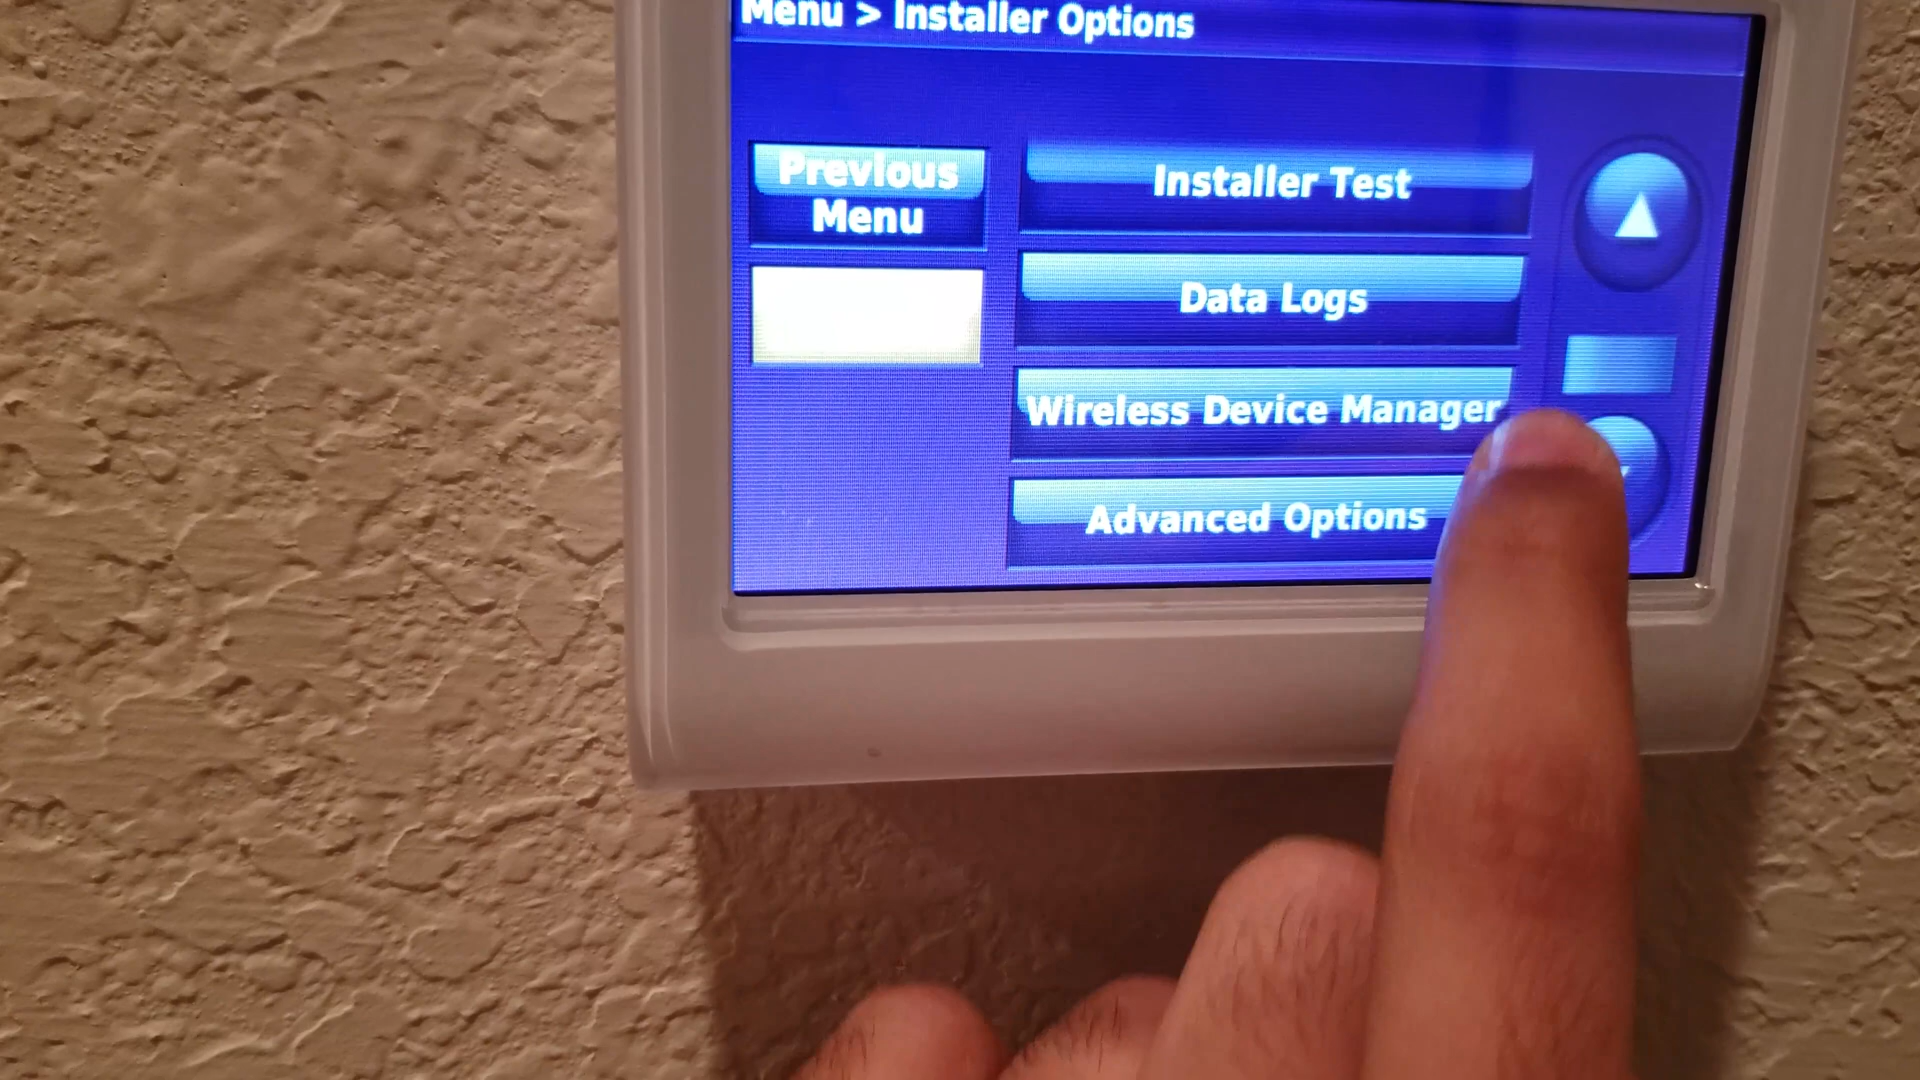 Menu > Installer Options
Previous
Menu
Installer Test
Data Logs
Wireless Device Manager
Advanced Options